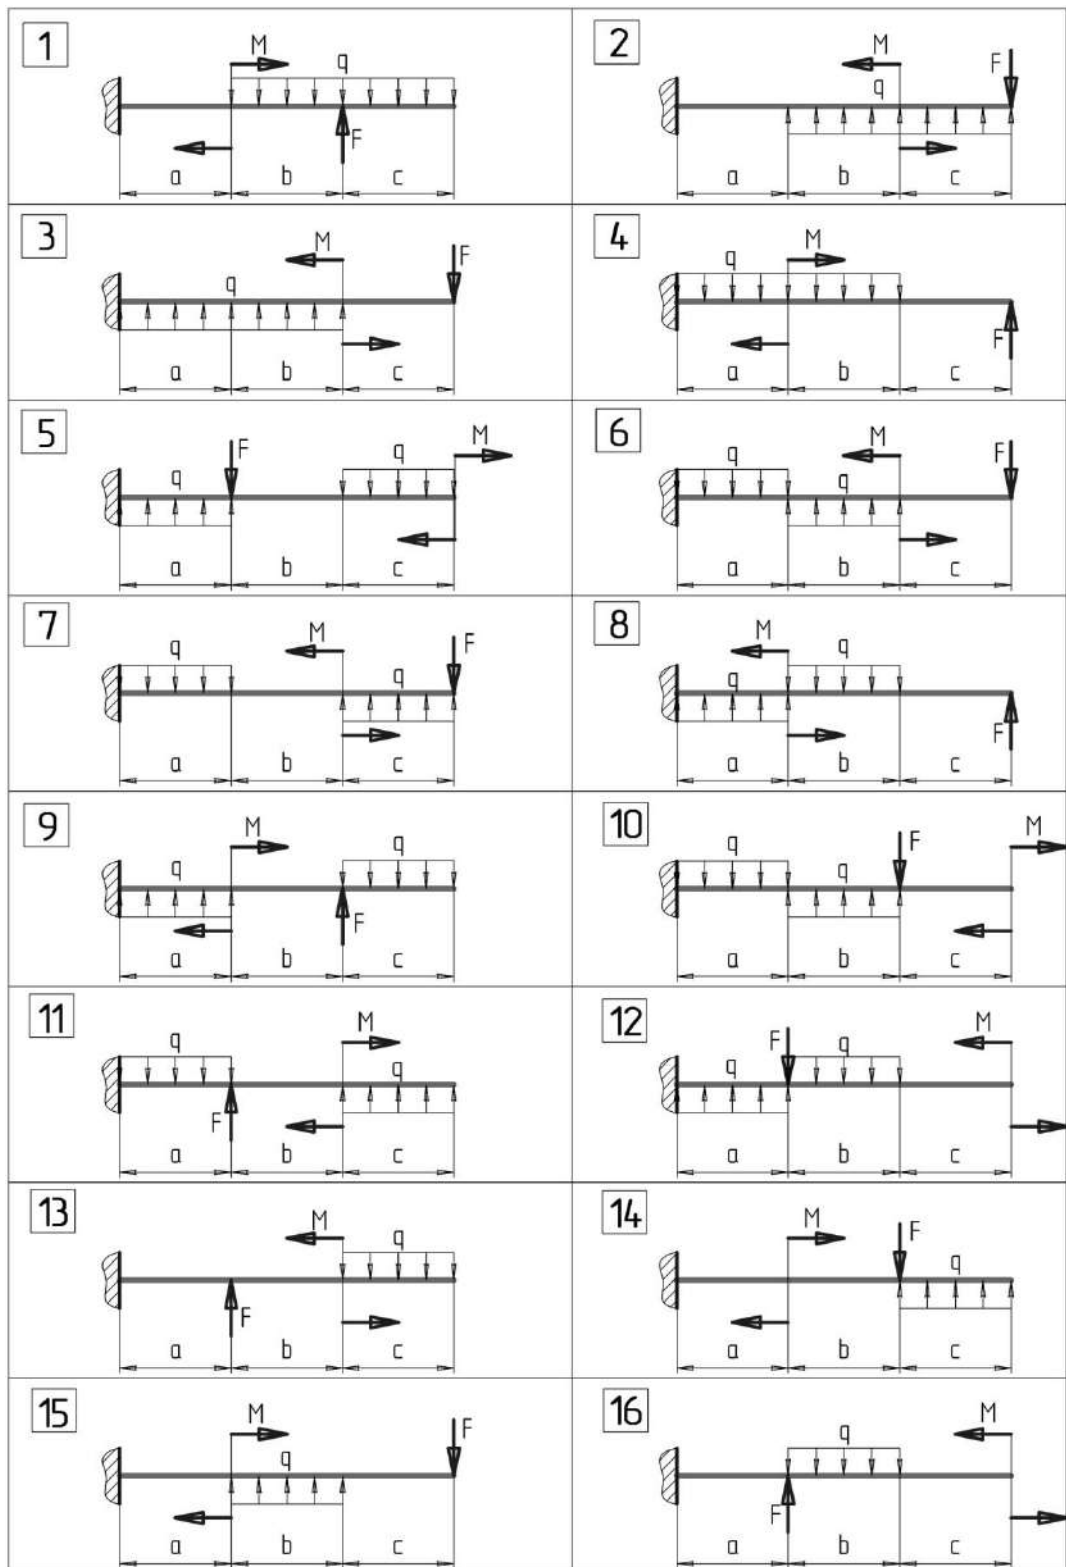 1 M q F a b c
2 M q F a b c
3 M q F a b c
4 q M F a b c
5 q F q M a b c
6 q M q F a b c
7 q M q F a b c
8 M q q F a b c
9 q M q F a b c
10 q q F M a b c
11 q F M q a b c
12 q F q M a b c
13 F M q a b c
14 M F q a b c
15 M q F a b c
16 F q M a b c